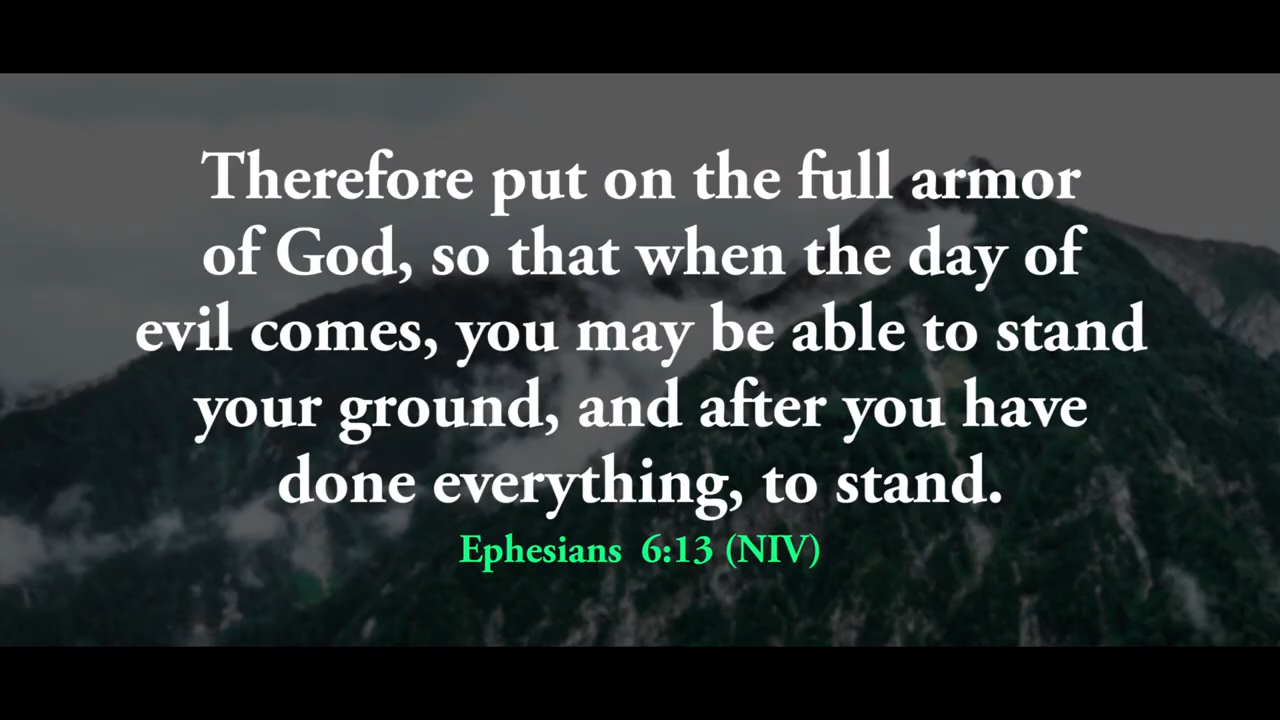 Therefore put on the full armor
of God, so that when the day of
evil comes, you may be able to stand
your ground, and after you have
done everything, to stand.
Ephesians 6:13 (NIV)